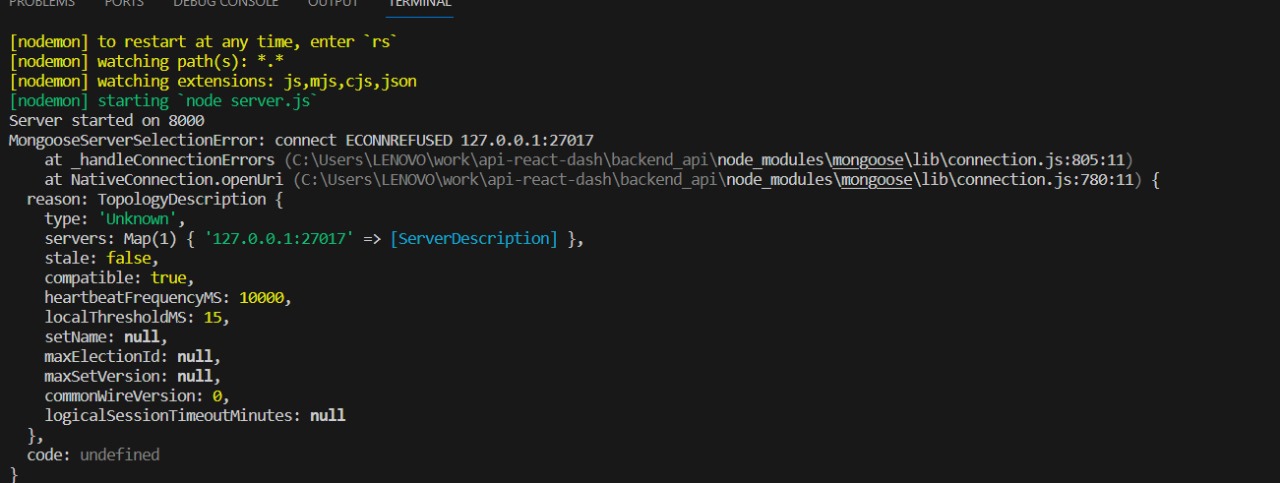 PROBLEMS PORTS DEBUG CONSOLE OUTPUT TERMINAL
[nodemon] to restart at any time, enter `rs`
[nodemon] watching path(s): *.*
[nodemon] watching extensions: js,mjs,cjs,json
[nodemon] starting `node server.js`
Server started on 8000
MongooseServerSelectionError: connect ECONNREFUSED 127.0.0.1:27017
    at _handleConnectionErrors (C:\Users\LENOVO\work\api-react-dash\backend_api\node_modules\mongoose\lib\connection.js:805:11)
    at NativeConnection.openUri (C:\Users\LENOVO\work\api-react-dash\backend_api\node_modules\mongoose\lib\connection.js:780:11) {
  reason: TopologyDescription {
    type: 'Unknown',
    servers: Map(1) { '127.0.0.1:27017' => [ServerDescription] },
    stale: false,
    compatible: true,
    heartbeatFrequencyMS: 10000,
    localThresholdMS: 15,
    setName: null,
    maxElectionId: null,
    maxSetVersion: null,
    commonWireVersion: 0,
    logicalSessionTimeoutMinutes: null
  },
  code: undefined
}